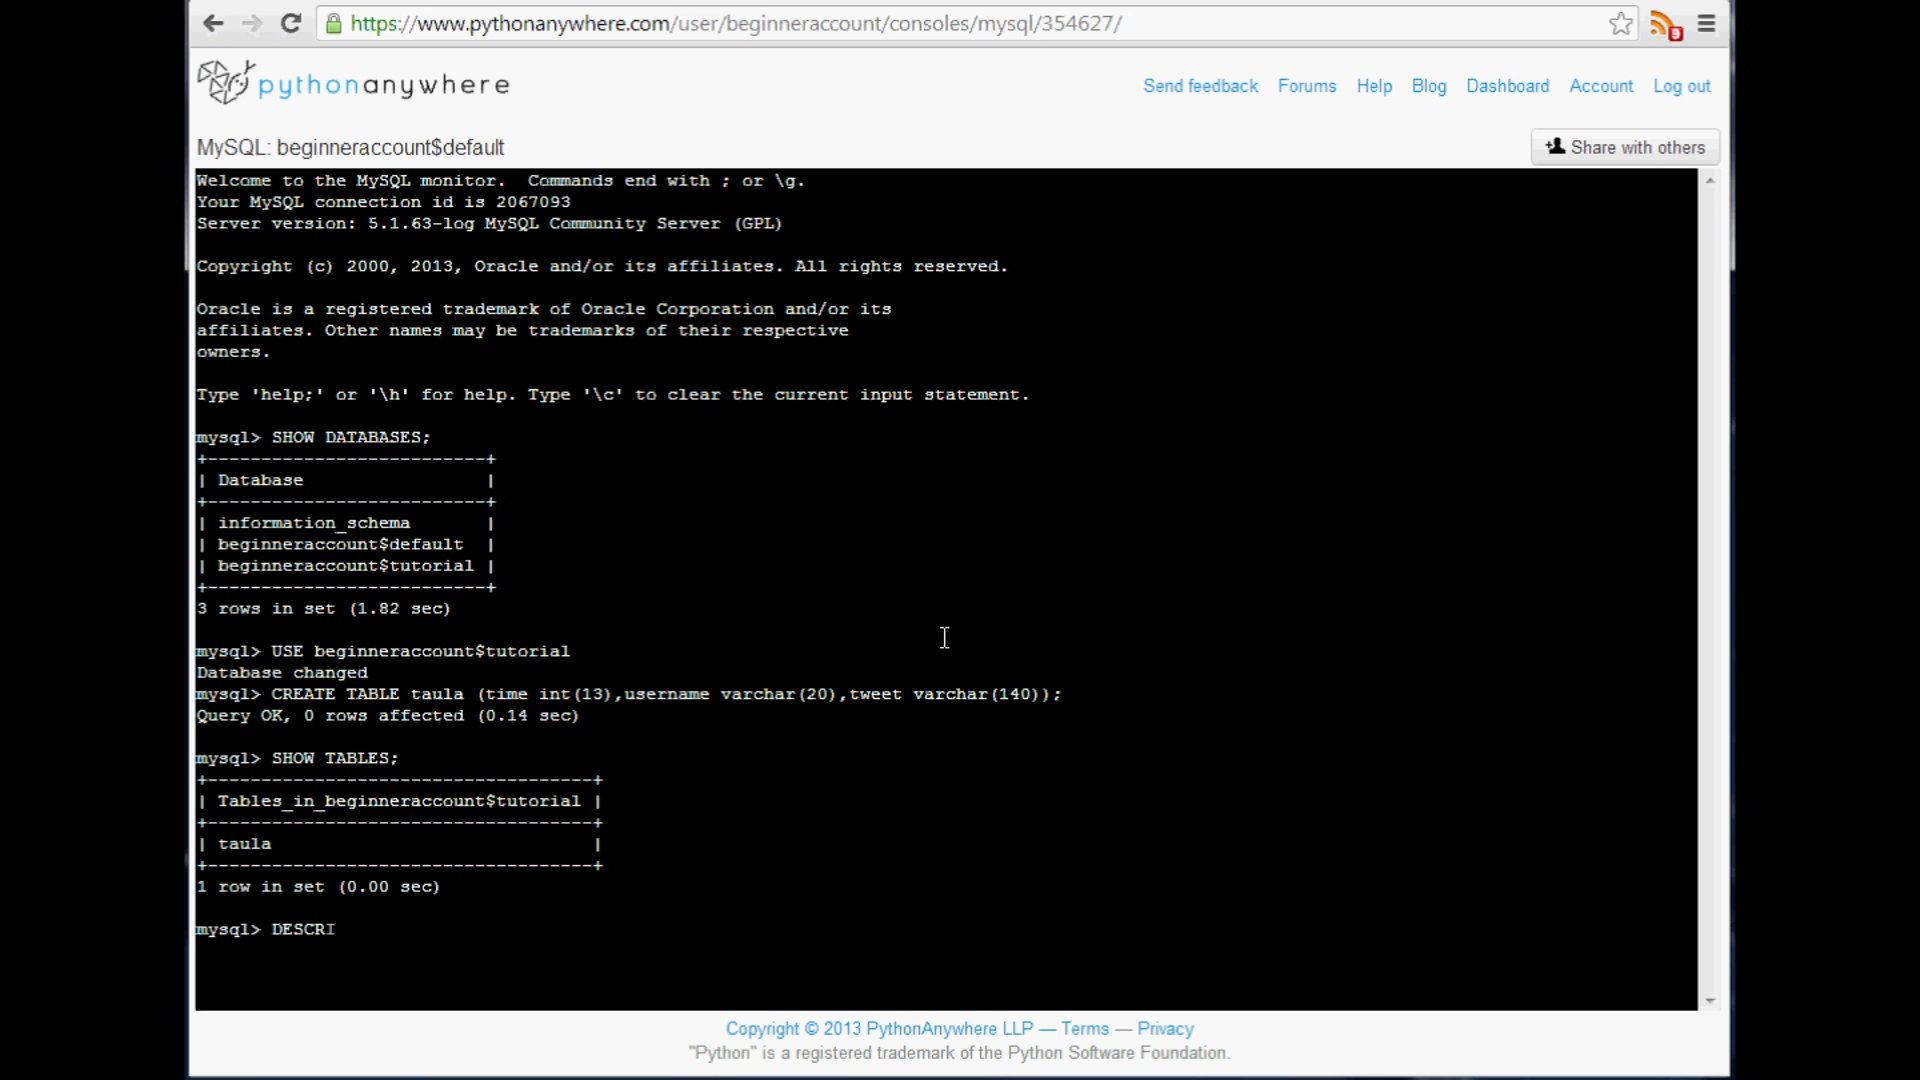 https://www.pythonanywhere.com/user/beginneraccount/consoles/mysql/354627/
9
pythonanywhere
Send feedback Forums Help Blog Dashboard Account Log out
MySQL: beginneraccount$default
Share with others
Welcome to the MySQL monitor.  Commands end with ; or \g.
Your MySQL connection id is 2067093
Server version: 5.1.63-log MySQL Community Server (GPL)
Copyright (c) 2000, 2013, Oracle and/or its affiliates. All rights reserved.
Oracle is a registered trademark of Oracle Corporation and/or its
affiliates. Other names may be trademarks of their respective
owners.
Type 'help;' or '\h' for help. Type '\c' to clear the current input statement.
mysql> SHOW DATABASES;
+--------------------------+
| Database                 |
+--------------------------+
| information_schema       |
| beginneraccount$default  |
| beginneraccount$tutorial |
+--------------------------+
3 rows in set (1.82 sec)
mysql> USE beginneraccount$tutorial
Database changed
mysql> CREATE TABLE taula (time int(13),username varchar(20),tweet varchar(140));
Query OK, 0 rows affected (0.14 sec)
mysql> SHOW TABLES;
+------------------------------------+
| Tables_in_beginneraccount$tutorial |
+------------------------------------+
| taula                              |
+------------------------------------+
1 row in set (0.00 sec)
mysql> DESCRI
Copyright © 2013 PythonAnywhere LLP — Terms — Privacy
"Python" is a registered trademark of the Python Software Foundation.